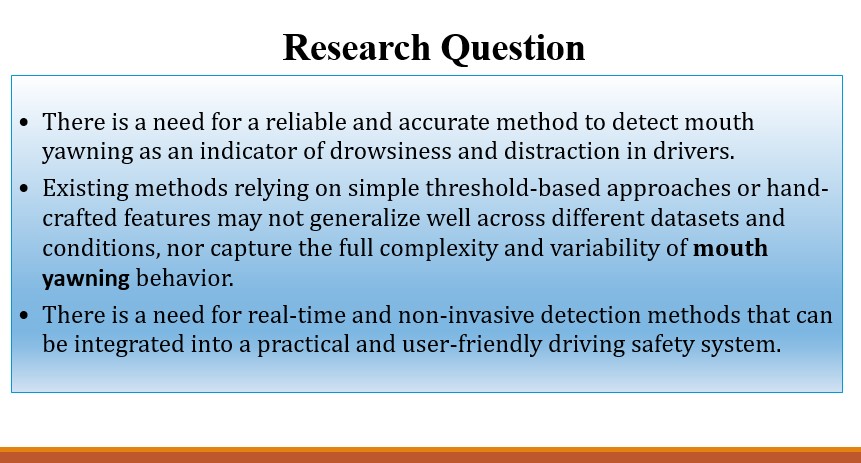 Research Question
• There is a need for a reliable and accurate method to detect mouth
yawning as an indicator of drowsiness and distraction in drivers.
• Existing methods relying on simple threshold-based approaches or hand-
crafted features may not generalize well across different datasets and
conditions, nor capture the full complexity and variability of mouth
yawning behavior.
• There is a need for real-time and non-invasive detection methods that can
be integrated into a practical and user-friendly driving safety system.